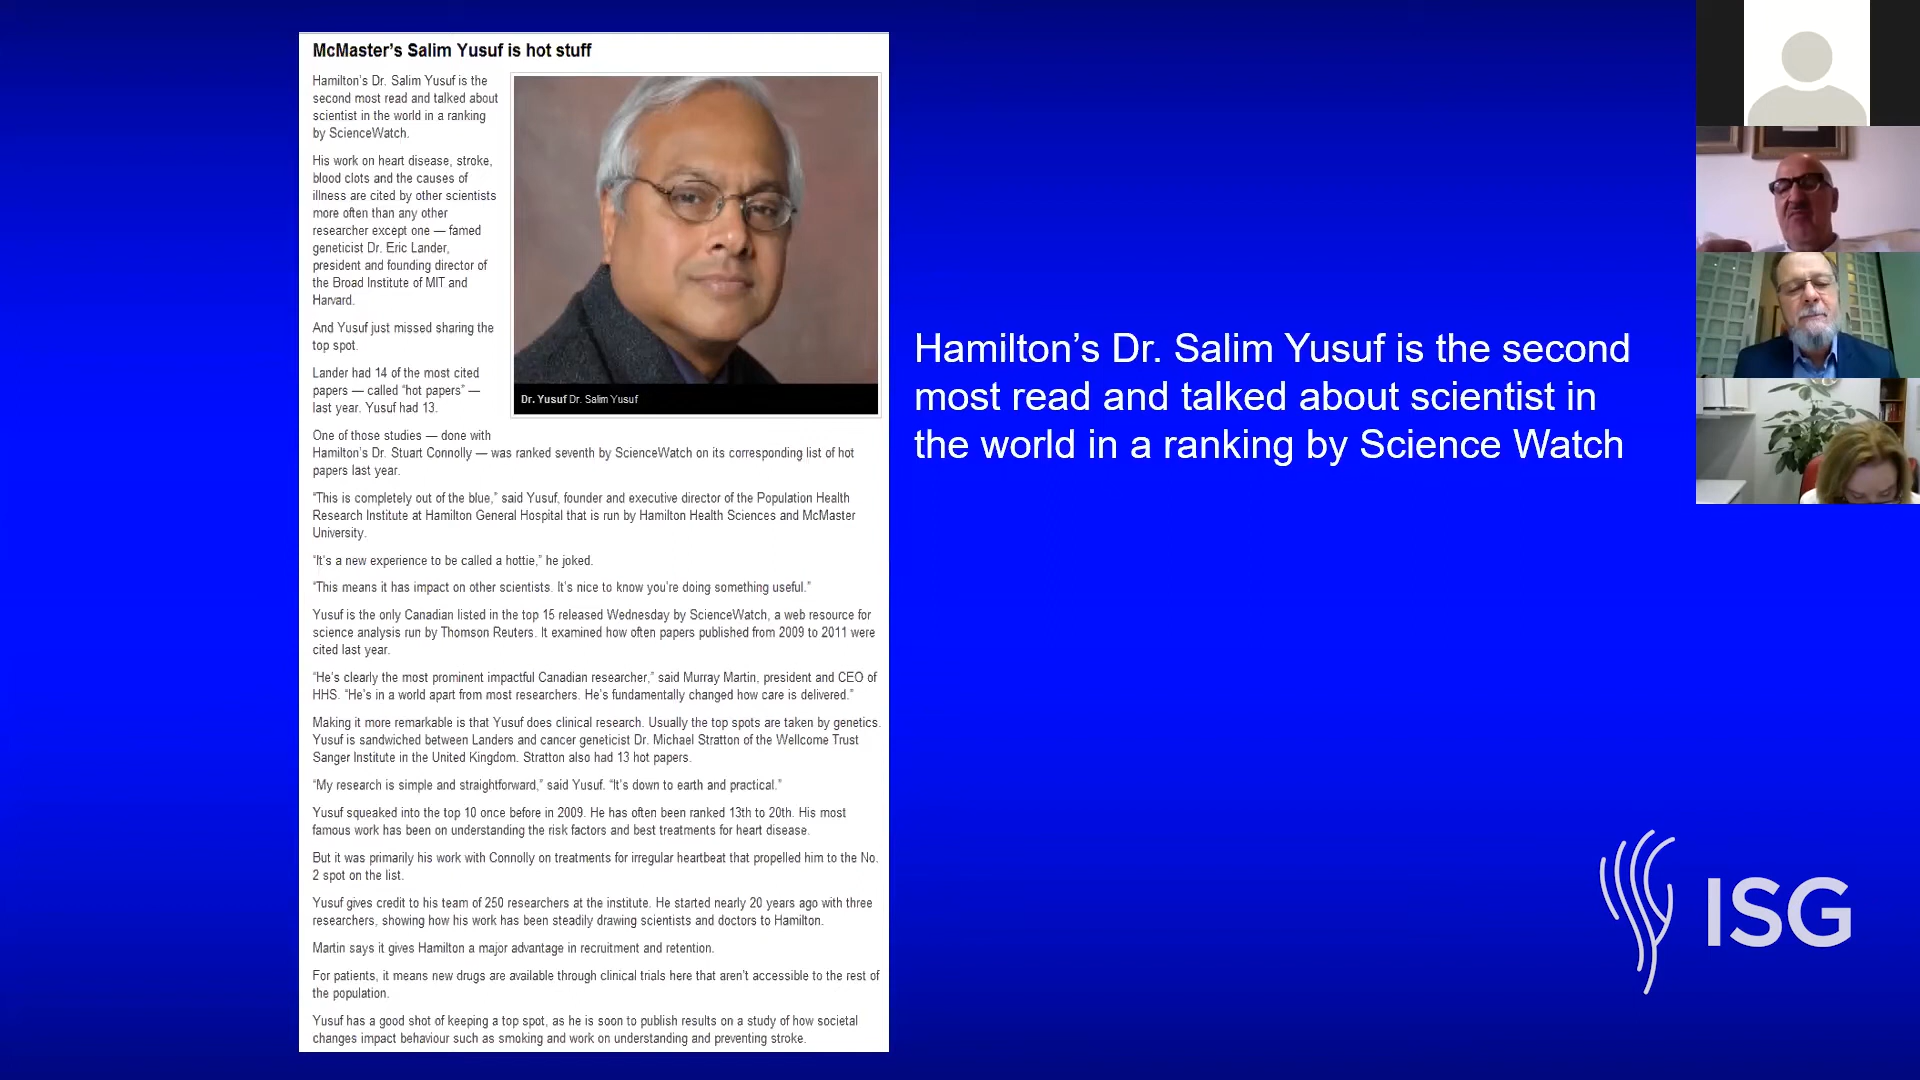 McMaster's Salim Yusuf is hot stuff
Hamilton's Dr. Salim Yusuf is the
second most read and talked about
scientist in the world in a ranking
by ScienceWatch.
His work on heart disease, stroke,
blood clots and the causes of
illness are cited by other scientists
more often than any other
researcher except one — famed
geneticist Dr. Eric Lander,
president and founding director of
the Broad Institute of MIT and
Harvard.
And Yusuf just missed sharing the
top spot.
Lander had 14 of the most cited
papers — called “hot papers” —
last year. Yusuf had 13.
Dr. Yusuf Dr. Salim Yusuf
One of those studies — done with
Hamilton's Dr. Stuart Connolly — was ranked seventh by ScienceWatch on its corresponding list of hot
papers last year.
“This is completely out of the blue,” said Yusuf, founder and executive director of the Population Health
Research Institute at Hamilton General Hospital that is run by Hamilton Health Sciences and McMaster
University.
“It's a new experience to be called a hottie,” he joked.
“This means it has impact on other scientists. It's nice to know you're doing something useful.”
Yusuf is the only Canadian listed in the top 15 released Wednesday by ScienceWatch, a web resource for
science analysis run by Thomson Reuters. It examined how often papers published from 2009 to 2011 were
cited last year.
“He's clearly the most prominent impactful Canadian researcher,” said Murray Martin, president and CEO of
HHS. “He's in a world apart from most researchers. He's fundamentally changed how care is delivered.”
Making it more remarkable is that Yusuf does clinical research. Usually the top spots are taken by genetics.
Yusuf is sandwiched between Landers and cancer geneticist Dr. Michael Stratton of the Wellcome Trust
Sanger Institute in the United Kingdom. Stratton also had 13 hot papers.
“My research is simple and straightforward,” said Yusuf. “It's down to earth and practical.”
Yusuf squeaked into the top 10 once before in 2009. He has often been ranked 13th to 20th. His most
famous work has been on understanding the risk factors and best treatments for heart disease.
But it was primarily his work with Connolly on treatments for irregular heartbeat that propelled him to the No.
2 spot on the list.
Yusuf gives credit to his team of 250 researchers at the institute. He started nearly 20 years ago with three
researchers, showing how his work has been steadily drawing scientists and doctors to Hamilton.
Martin says it gives Hamilton a major advantage in recruitment and retention.
For patients, it means new drugs are available through clinical trials here that aren't accessible to the rest of
the population.
Yusuf has a good shot of keeping a top spot, as he is soon to publish results on a study of how societal
changes impact behaviour such as smoking and work on understanding and preventing stroke.
Hamilton's Dr. Salim Yusuf is the second
most read and talked about scientist in
the world in a ranking by Science Watch
ISG